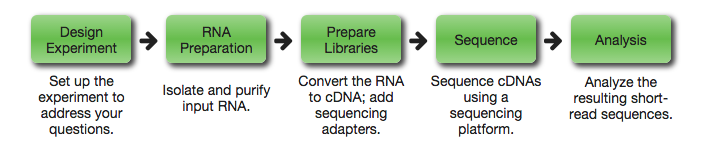 Design
Experiment
RNA
Preparation
Prepare
Libraries
Sequence
Analysis
Set up the
experiment to
address your
questions.
Isolate and purify
input RNA.
Convert the RNA
to cDNA; add
sequencing
adapters.
Sequence cDNAs
using a
sequencing
platform.
Analyze the
resulting short-
read sequences.